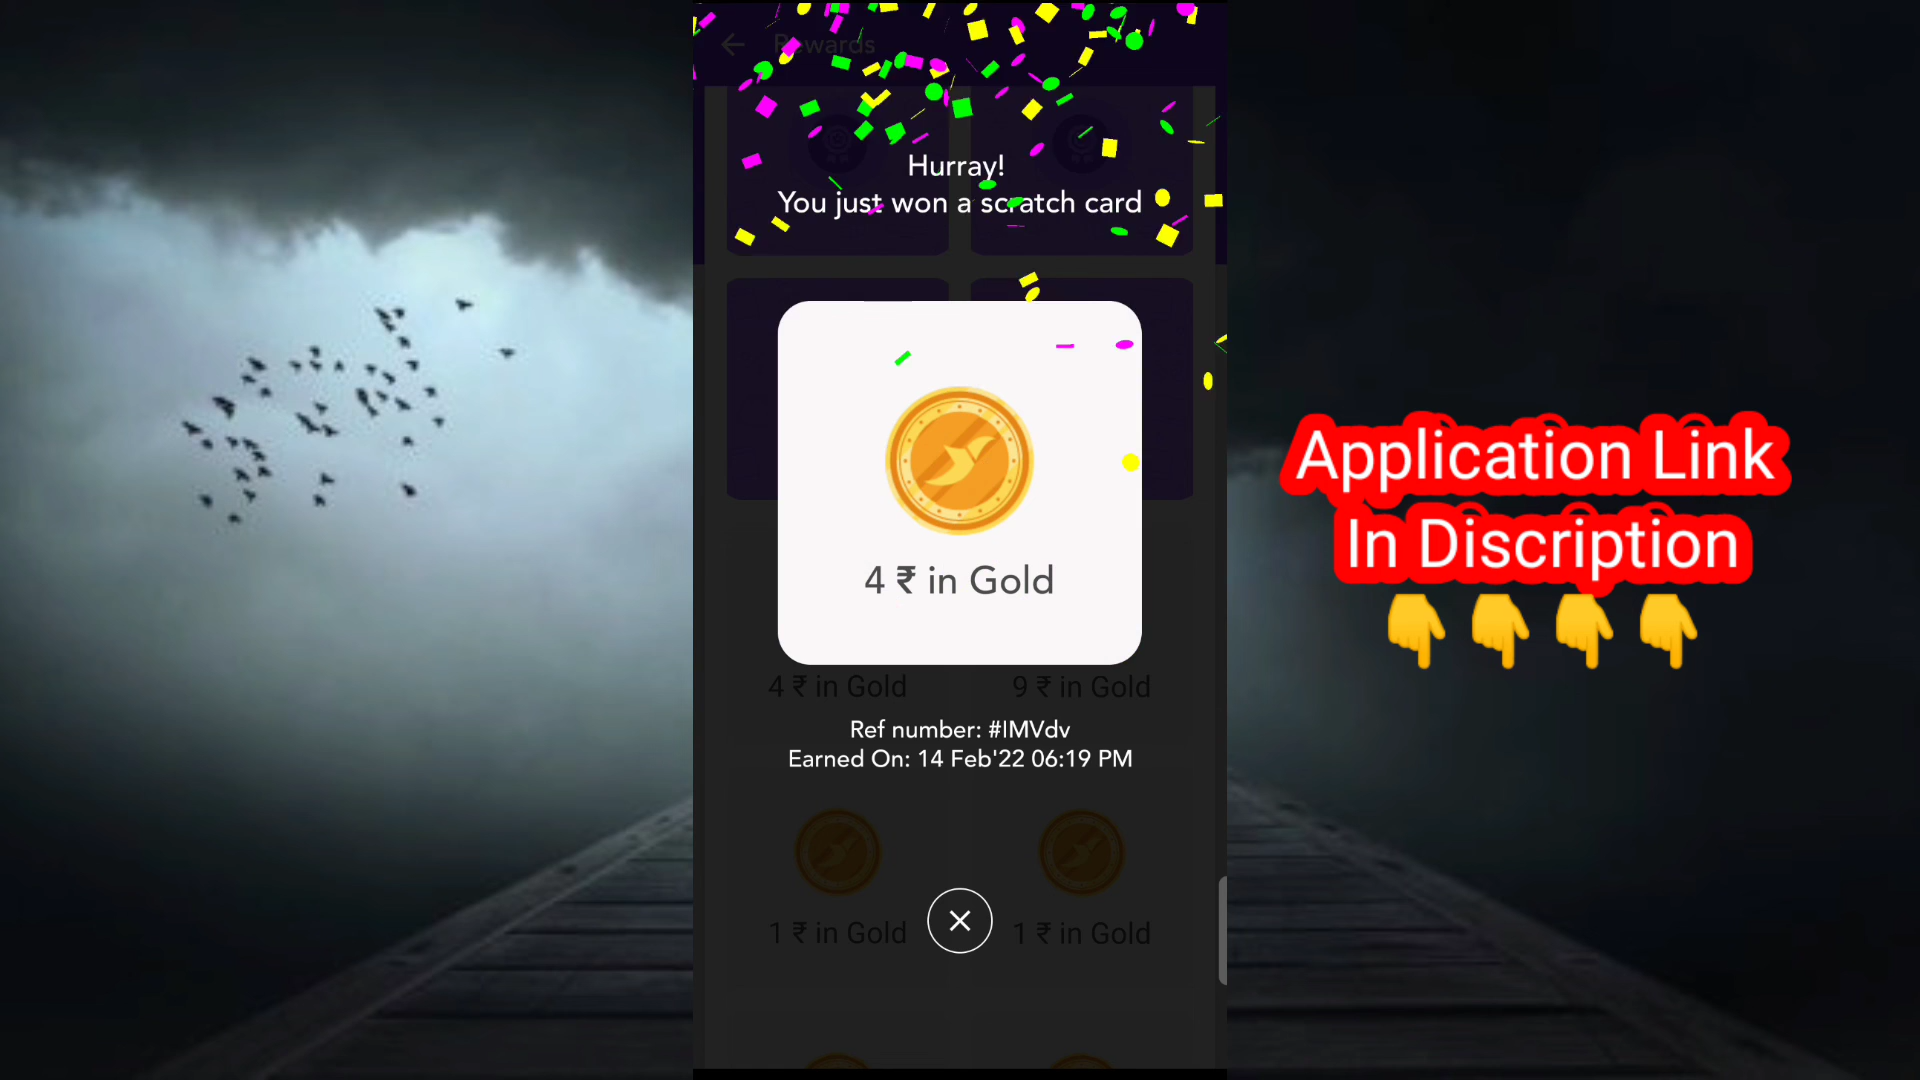 Rewards
Hurray!
You just won a scratch card
4 ₹ in Gold
4 ₹ in Gold
9 ₹ in Gold
Ref number: #IMVdv
Earned On: 14 Feb'22 06:19 PM
1 ₹ in Gold
1 ₹ in Gold
Application Link
In Discription